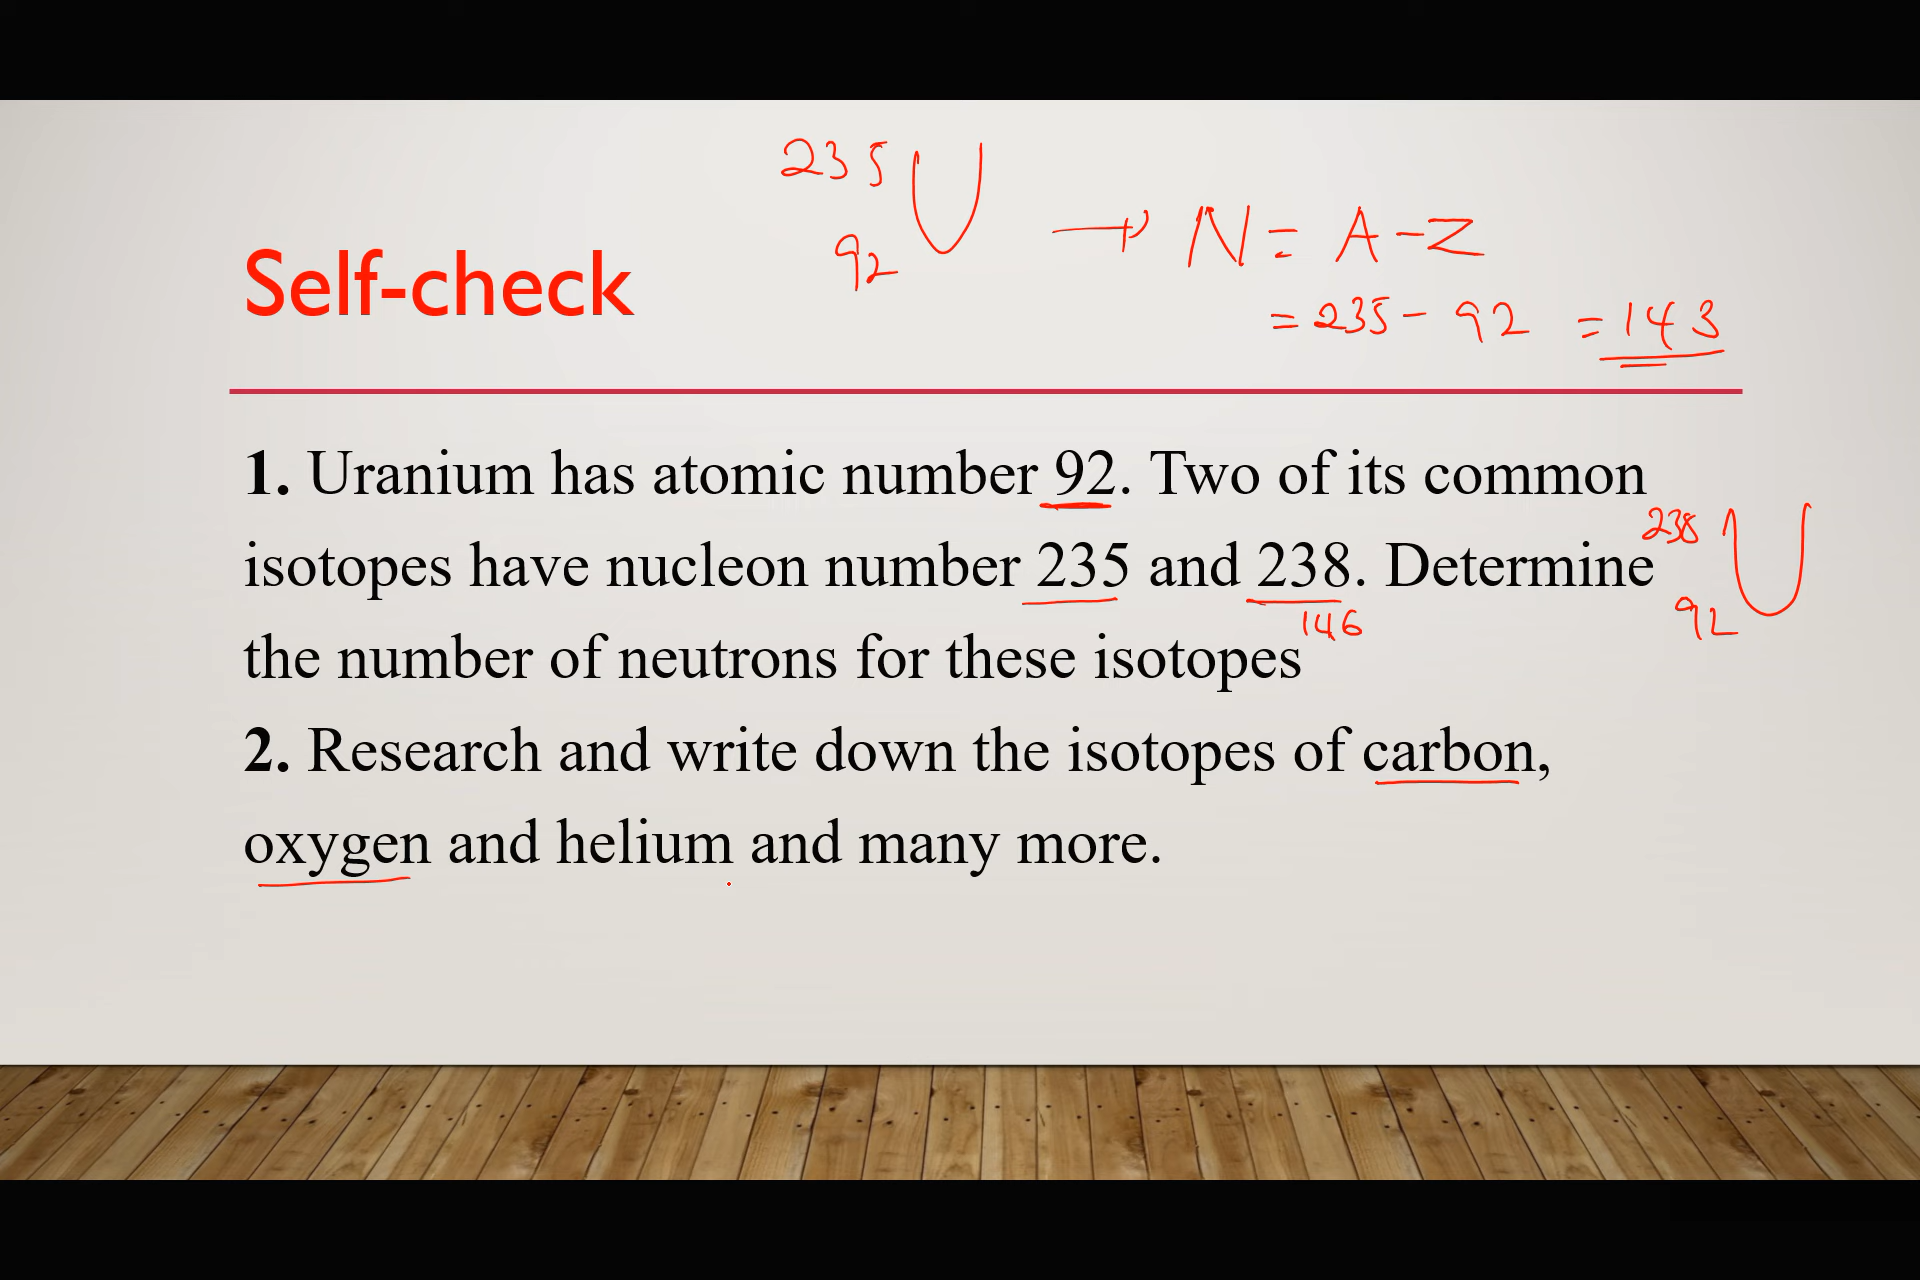 235
92 U → N = A - Z
= 235 - 92 = 143
Self-check
1. Uranium has atomic number 92. Two of its common
isotopes have nucleon number 235 and 238. Determine
238
92 U
146
the number of neutrons for these isotopes
2. Research and write down the isotopes of carbon,
oxygen and helium and many more.